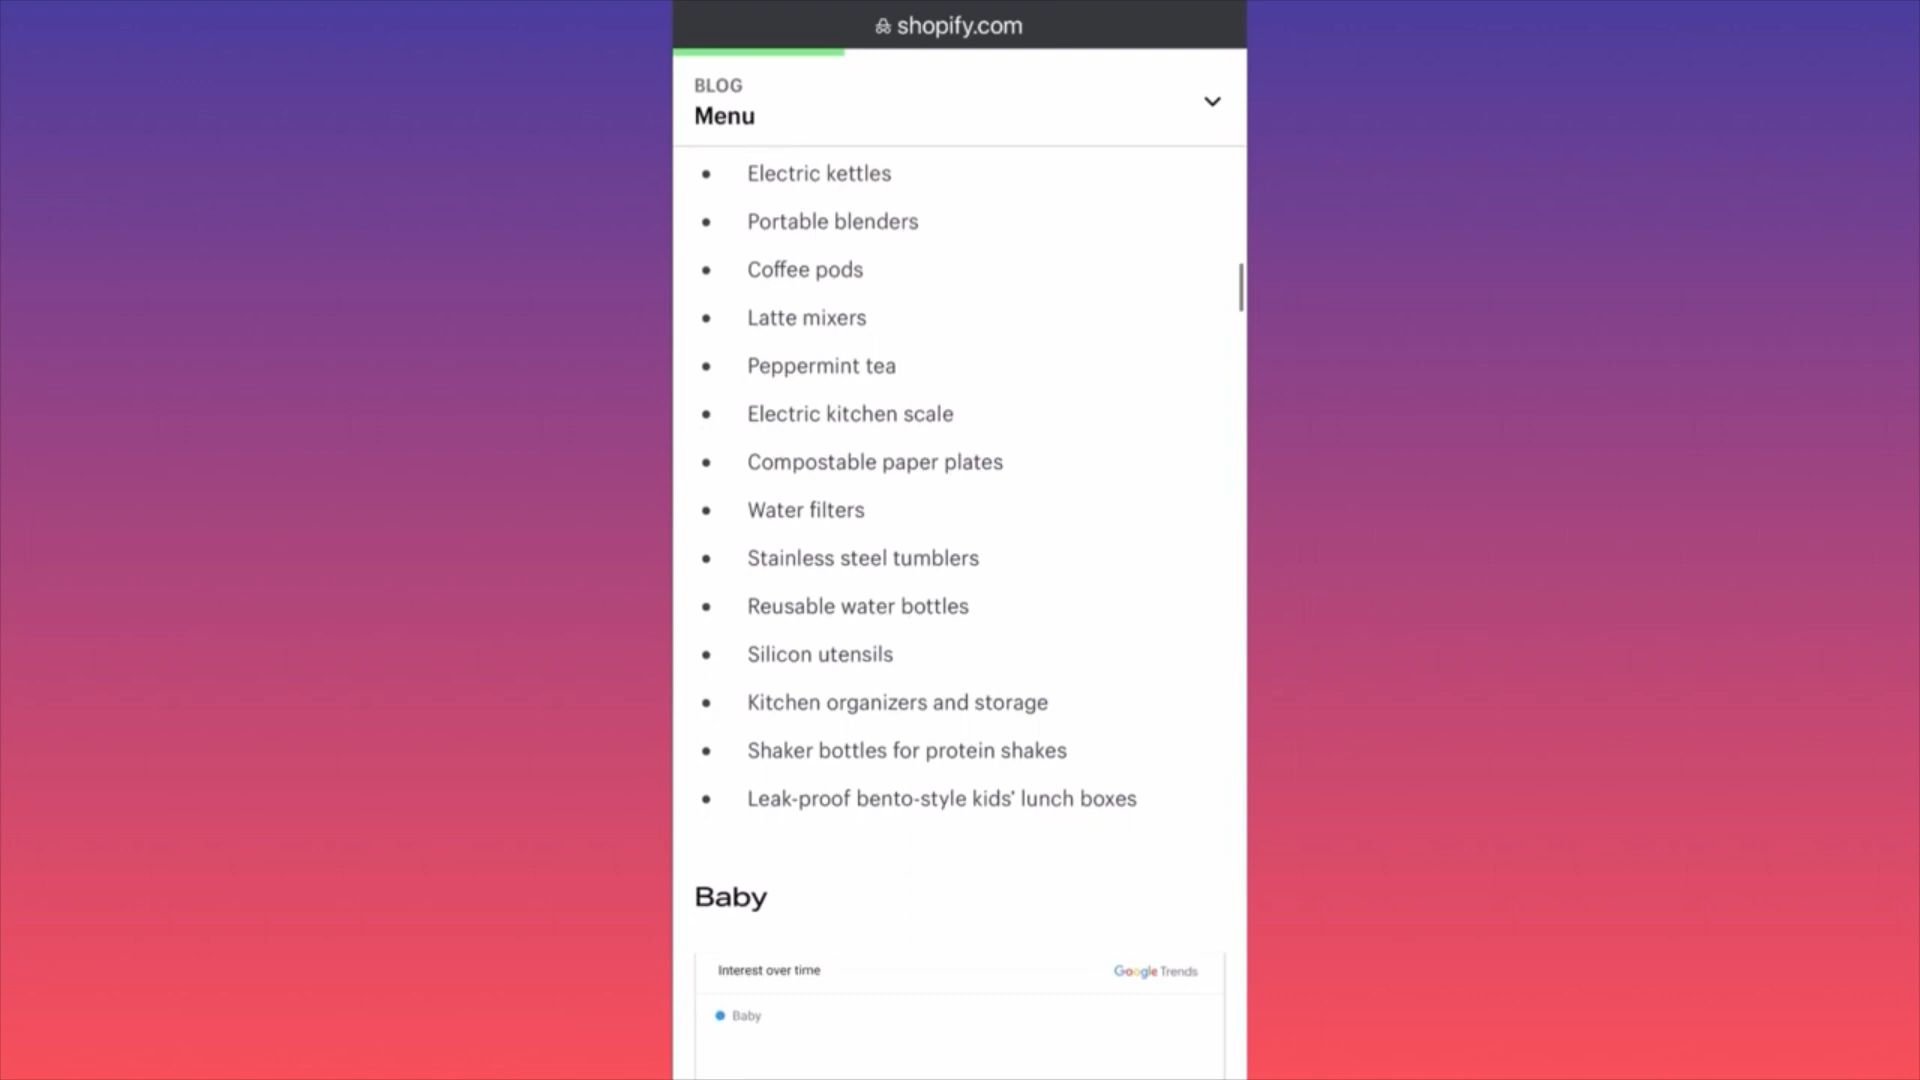 shopify.com
BLOG
Menu
Electric kettles
Portable blenders
Coffee pods
Latte mixers
Peppermint tea
Electric kitchen scale
Compostable paper plates
Water filters
Stainless steel tumblers
Reusable water bottles
Silicon utensils
Kitchen organizers and storage
Shaker bottles for protein shakes
Leak-proof bento-style kids' lunch boxes
Baby
Interest over time Google Trends
Baby